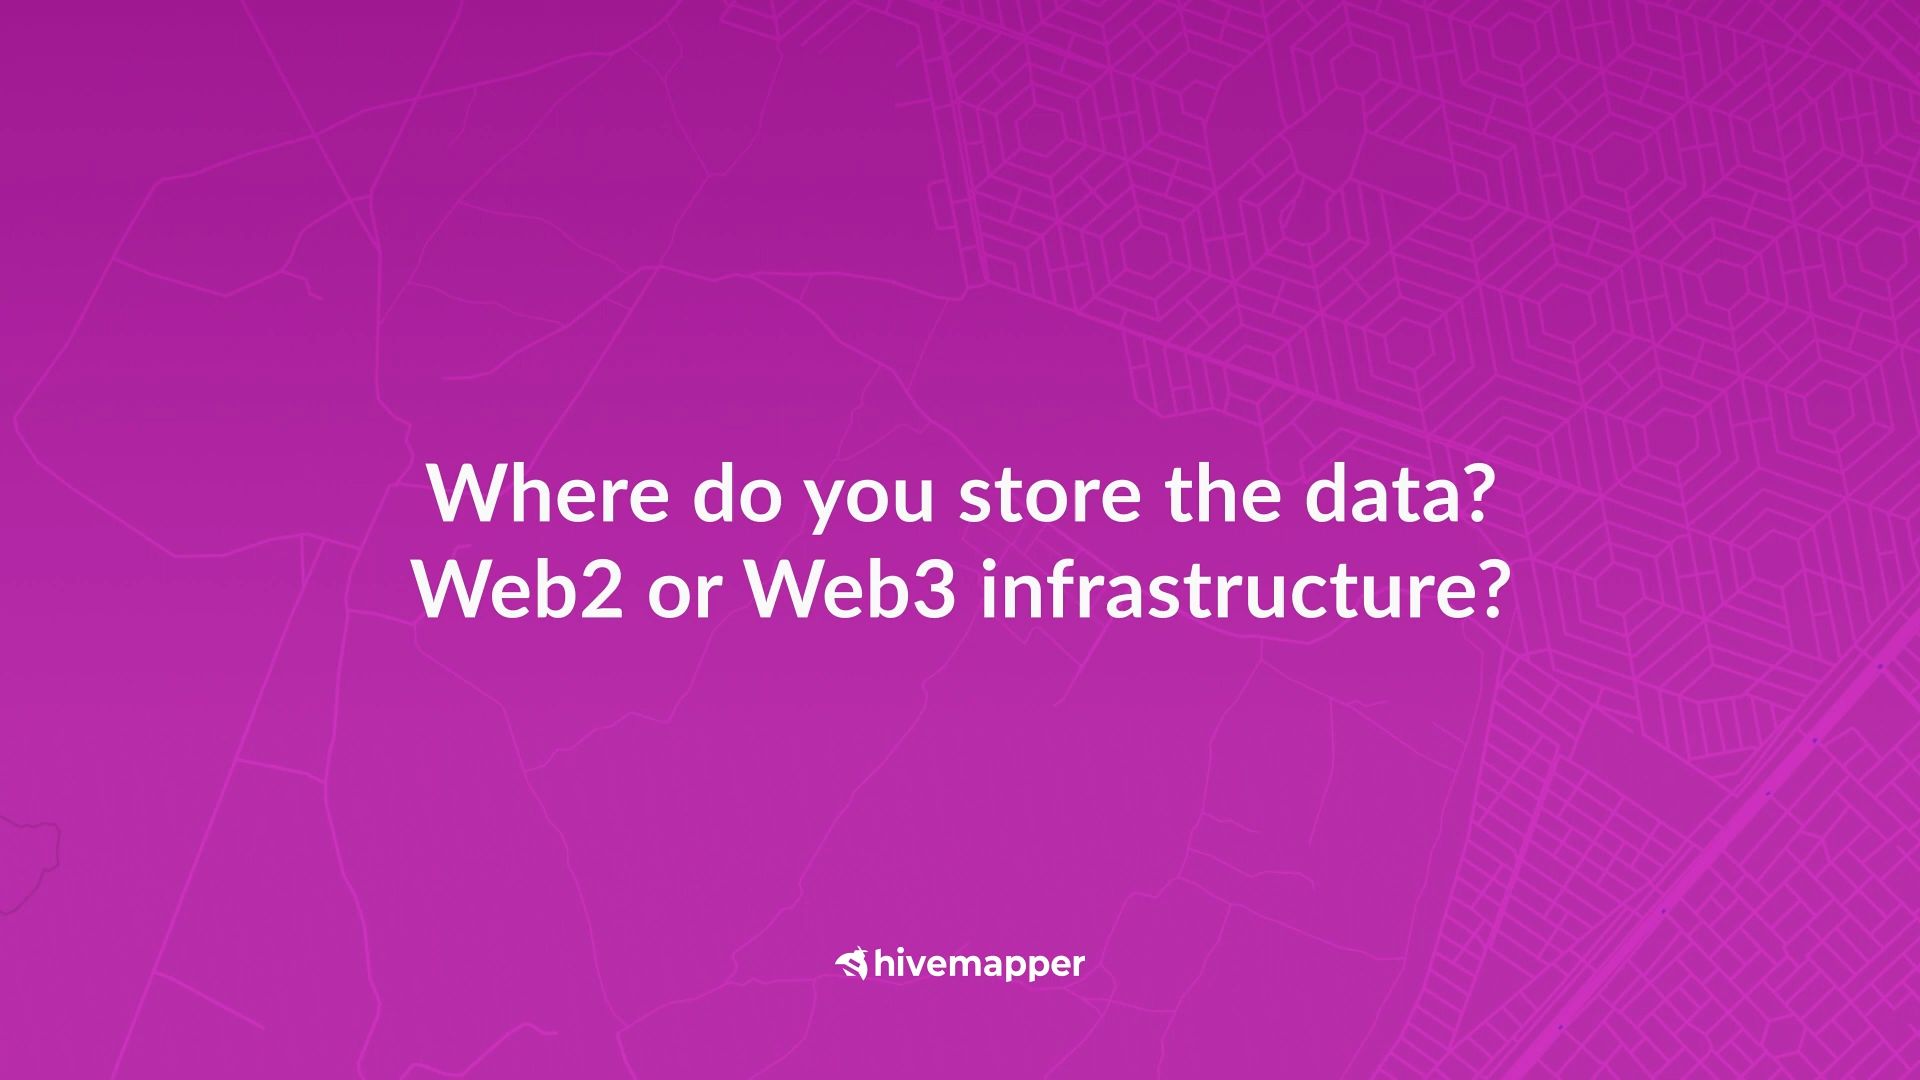 Where do you store the data?
Web2 or Web3 infrastructure?
hivemapper